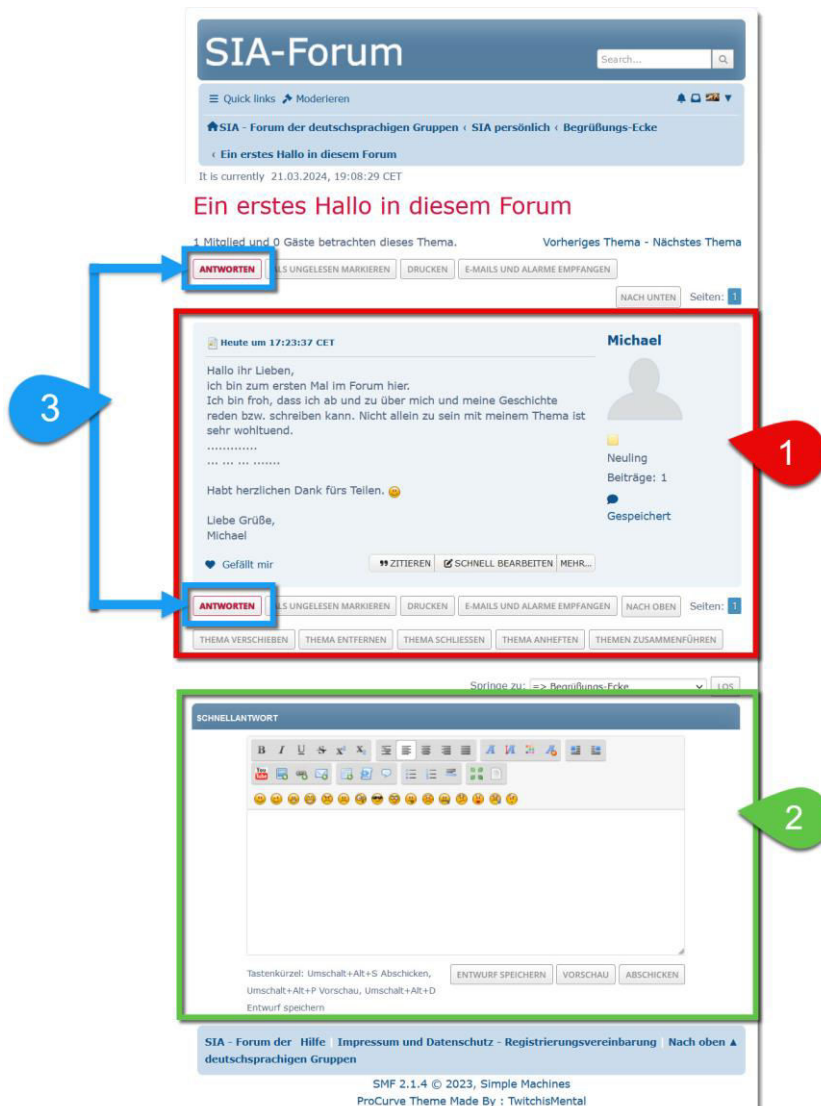 SIA-Forum
Search...
Quick links Moderieren
SIA - Forum der deutschsprachigen Gruppen ‹ SIA persönlich ‹ Begrüßungs-Ecke
‹ Ein erstes Hallo in diesem Forum
It is currently 21.03.2024, 19:08:29 CET
Ein erstes Hallo in diesem Forum
1 Mitglied und 0 Gäste betrachten dieses Thema. Vorheriges Thema - Nächstes Thema
ANTWORTEN ALS UNGELESEN MARKIEREN DRUCKEN E-MAILS UND ALARME EMPFANGEN
NACH UNTEN Seiten: 1
Heute um 17:23:37 CET
Michael
Hallo ihr Lieben,
ich bin zum ersten Mal im Forum hier.
Ich bin froh, dass ich ab und zu über mich und meine Geschichte
reden bzw. schreiben kann. Nicht allein zu sein mit meinem Thema ist
sehr wohltuend.
.............
... ... ... .......
Habt herzlichen Dank fürs Teilen.
Liebe Grüße,
Michael
Neuling
Beiträge: 1
Gespeichert
Gefällt mir ZITIEREN SCHNELL BEARBEITEN MEHR...
3
1
ANTWORTEN ALS UNGELESEN MARKIEREN DRUCKEN E-MAILS UND ALARME EMPFANGEN NACH OBEN Seiten: 1
THEMA VERSCHIEBEN THEMA ENTFERNEN THEMA SCHLIESSEN THEMA ANHEFTEN THEMEN ZUSAMMENFÜHREN
Springe zu: => Begrüßungs-Ecke LOS
SCHNELLANTWORT
B I U S x² X₂
You Tube
2
Tastenkürzel: Umschalt+Alt+S Abschicken,
Umschalt+Alt+P Vorschau, Umschalt+Alt+D
Entwurf speichern
ENTWURF SPEICHERN VORSCHAU ABSCHICKEN
SIA - Forum der deutschsprachigen Gruppen
Hilfe | Impressum und Datenschutz - Registrierungsvereinbarung | Nach oben ▲
SMF 2.1.4 © 2023, Simple Machines
ProCurve Theme Made By : TwitchisMental